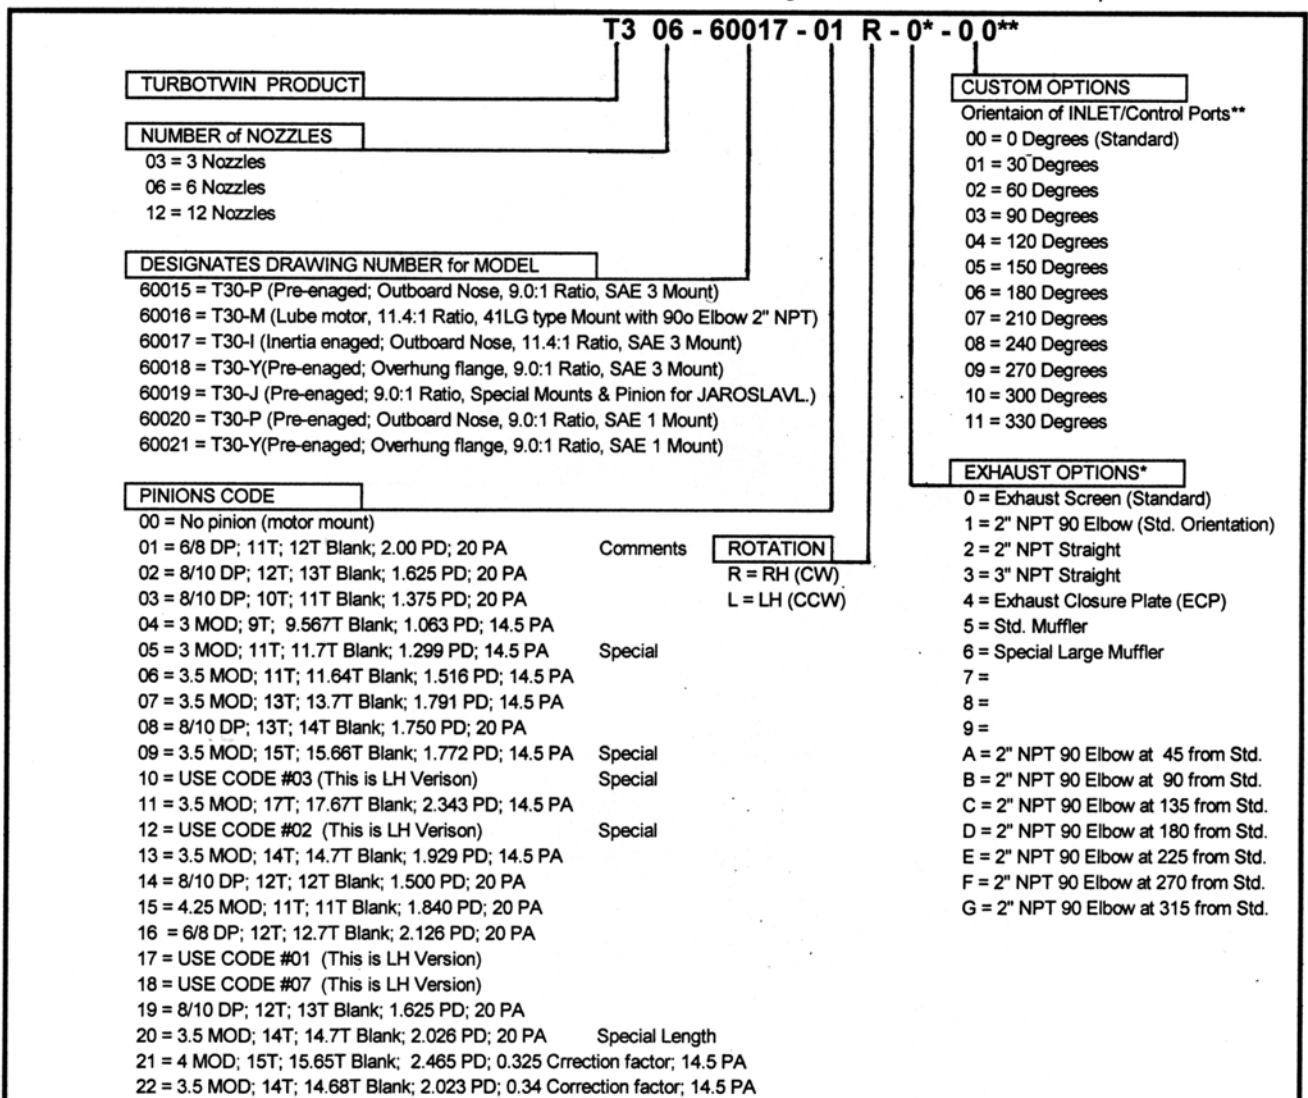 T3 06 - 60017 - 01 R - 0* - 0 0**
TURBOTWIN PRODUCT
NUMBER of NOZZLES
03 = 3 Nozzles
06 = 6 Nozzles
12 = 12 Nozzles
DESIGNATES DRAWING NUMBER for MODEL
60015 = T30-P (Pre-enaged; Outboard Nose, 9.0:1 Ratio, SAE 3 Mount)
60016 = T30-M (Lube motor, 11.4:1 Ratio, 41LG type Mount with 90o Elbow 2" NPT)
60017 = T30-I (Inertia enaged; Outboard Nose, 11.4:1 Ratio, SAE 3 Mount)
60018 = T30-Y(Pre-enaged; Overhung flange, 9.0:1 Ratio, SAE 3 Mount)
60019 = T30-J (Pre-enaged; 9.0:1 Ratio, Special Mounts & Pinion for JAROSLAVL.)
60020 = T30-P (Pre-enaged; Outboard Nose, 9.0:1 Ratio, SAE 1 Mount)
60021 = T30-Y(Pre-enaged; Overhung flange, 9.0:1 Ratio, SAE 1 Mount)
PINIONS CODE
00 = No pinion (motor mount)
01 = 6/8 DP; 11T; 12T Blank; 2.00 PD; 20 PA Comments
02 = 8/10 DP; 12T; 13T Blank; 1.625 PD; 20 PA
03 = 8/10 DP; 10T; 11T Blank; 1.375 PD; 20 PA
04 = 3 MOD; 9T; 9.567T Blank; 1.063 PD; 14.5 PA
05 = 3 MOD; 11T; 11.7T Blank; 1.299 PD; 14.5 PA Special
06 = 3.5 MOD; 11T; 11.64T Blank; 1.516 PD; 14.5 PA
07 = 3.5 MOD; 13T; 13.7T Blank; 1.791 PD; 14.5 PA
08 = 8/10 DP; 13T; 14T Blank; 1.750 PD; 20 PA
09 = 3.5 MOD; 15T; 15.66T Blank; 1.772 PD; 14.5 PA Special
10 = USE CODE #03 (This is LH Verison) Special
11 = 3.5 MOD; 17T; 17.67T Blank; 2.343 PD; 14.5 PA
12 = USE CODE #02 (This is LH Verison) Special
13 = 3.5 MOD; 14T; 14.7T Blank; 1.929 PD; 14.5 PA
14 = 8/10 DP; 12T; 12T Blank; 1.500 PD; 20 PA
15 = 4.25 MOD; 11T; 11T Blank; 1.840 PD; 20 PA
16 = 6/8 DP; 12T; 12.7T Blank; 2.126 PD; 20 PA
17 = USE CODE #01 (This is LH Version)
18 = USE CODE #07 (This is LH Version)
19 = 8/10 DP; 12T; 13T Blank; 1.625 PD; 20 PA
20 = 3.5 MOD; 14T; 14.7T Blank; 2.026 PD; 20 PA Special Length
21 = 4 MOD; 15T; 15.65T Blank; 2.465 PD; 0.325 Crrection factor; 14.5 PA
22 = 3.5 MOD; 14T; 14.68T Blank; 2.023 PD; 0.34 Correction factor; 14.5 PA
ROTATION
R = RH (CW)
L = LH (CCW)
CUSTOM OPTIONS
Orientaion of INLET/Control Ports**
00 = 0 Degrees (Standard)
01 = 30 Degrees
02 = 60 Degrees
03 = 90 Degrees
04 = 120 Degrees
05 = 150 Degrees
06 = 180 Degrees
07 = 210 Degrees
08 = 240 Degrees
09 = 270 Degrees
10 = 300 Degrees
11 = 330 Degrees
EXHAUST OPTIONS*
0 = Exhaust Screen (Standard)
1 = 2" NPT 90 Elbow (Std. Orientation)
2 = 2" NPT Straight
3 = 3" NPT Straight
4 = Exhaust Closure Plate (ECP)
5 = Std. Muffler
6 = Special Large Muffler
7 =
8 =
9 =
A = 2" NPT 90 Elbow at 45 from Std.
B = 2" NPT 90 Elbow at 90 from Std.
C = 2" NPT 90 Elbow at 135 from Std.
D = 2" NPT 90 Elbow at 180 from Std.
E = 2" NPT 90 Elbow at 225 from Std.
F = 2" NPT 90 Elbow at 270 from Std.
G = 2" NPT 90 Elbow at 315 from Std.